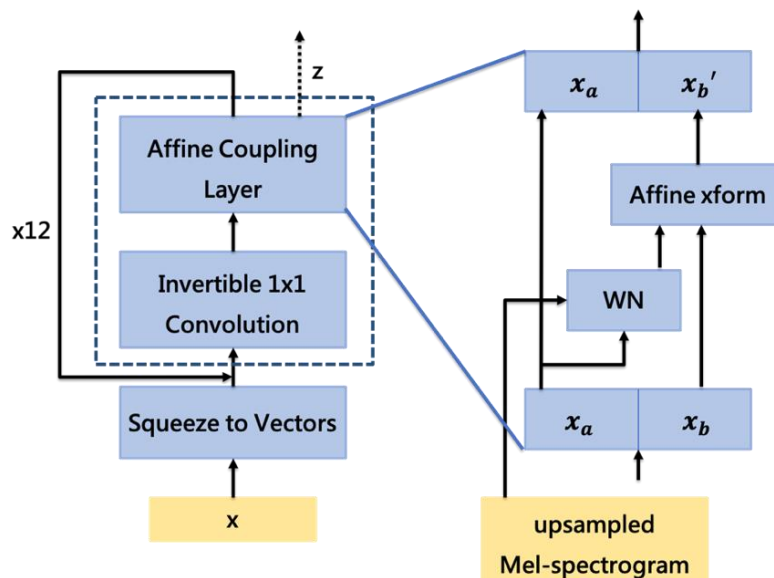 z
x12
Affine Coupling
Layer
Invertible 1x1
Convolution
Squeeze to Vectors
x
x_a x_b′
Affine xform
WN
x_a x_b
upsampled
Mel-spectrogram